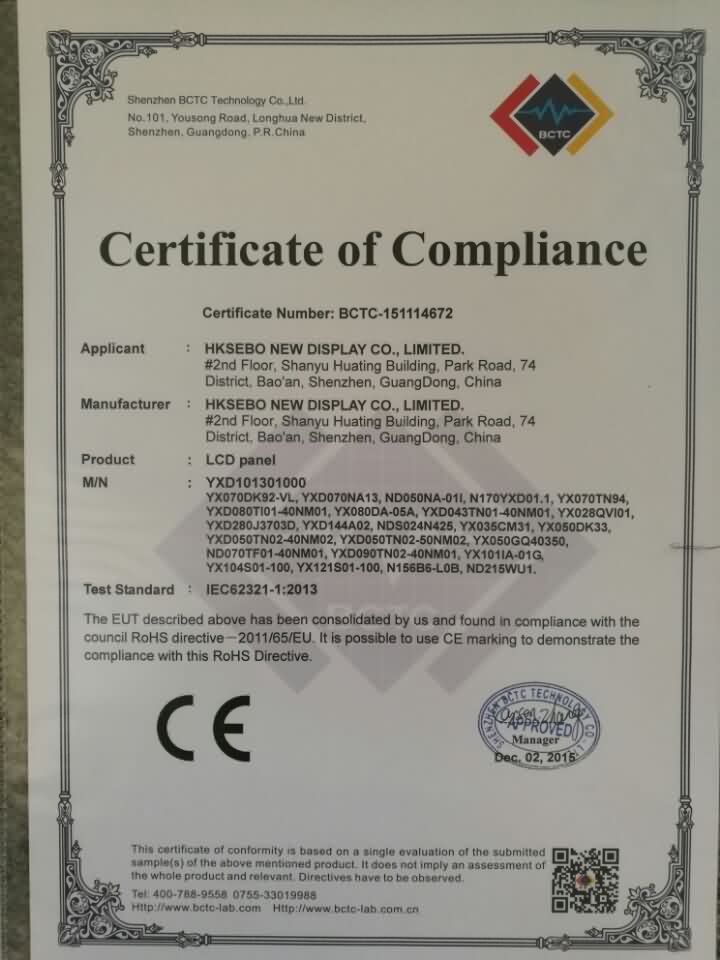 Shenzhen BCTC Technology Co.,Ltd.
No.101, Yousong Road, Longhua New District,
Shenzhen, Guangdong, P.R.China
BCTC
Certificate of Compliance
Certificate Number: BCTC-151114672
Applicant : HKSEBO NEW DISPLAY CO., LIMITED.
#2nd Floor, Shanyu Huating Building, Park Road, 74
District, Bao'an, Shenzhen, GuangDong, China
Manufacturer : HKSEBO NEW DISPLAY CO., LIMITED.
#2nd Floor, Shanyu Huating Building, Park Road, 74
District, Bao'an, Shenzhen, GuangDong, China
Product : LCD panel
M/N : YXD101301000
YX070DK92-VL, YXD070NA13, ND050NA-01I, N170YXD01.1, YX070TN94,
YXD080TI01-40NM01, YX080DA-05A, YXD043TN01-40NM01, YX028QVI01,
YXD280J3703D, YXD144A02, NDS024N425, YX035CM31, YX050DK33,
YXD050TN02-40NM02, YXD050TN02-50NM02, YX050GQ40350,
ND070TF01-40NM01, YXD090TN02-40NM01, YX101IA-01G,
YX104S01-100, YX121S01-100, N156B6-L0B, ND215WU1.
Test Standard : IEC62321-1:2013
The EUT described above has been consolidated by us and found in compliance with the
council RoHS directive－2011/65/EU. It is possible to use CE marking to demonstrate the
compliance with this RoHS Directive.
CE
SHENZHEN BCTC TECHNOLOGY CO., LTD
APPROVED
Manager
Dec. 02, 2015
This certificate of conformity is based on a single evaluation of the submitted
sample(s) of the above mentioned product. It does not imply an assessment of
the whole product and relevant. Directives have to be observed.
Tel: 400-788-9558 0755-33019988
Http://www.bctc-lab.com Http://www.bctc-lab.com.cn